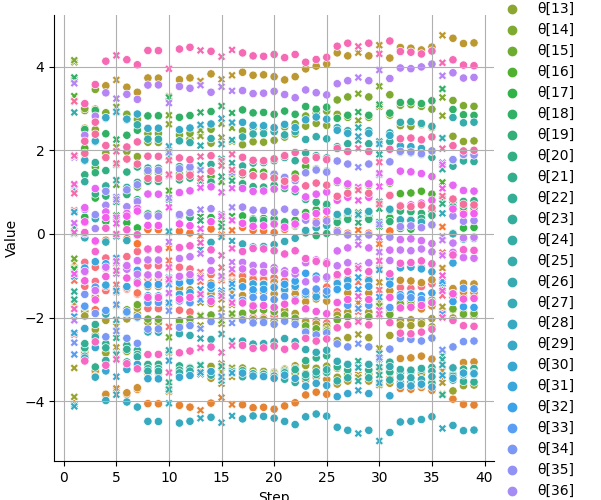 4
2
0
−2
−4
Value
0
5
10
15
20
25
30
35
40
Step
θ[13]
θ[14]
θ[15]
θ[16]
θ[17]
θ[18]
θ[19]
θ[20]
θ[21]
θ[22]
θ[23]
θ[24]
θ[25]
θ[26]
θ[27]
θ[28]
θ[29]
θ[30]
θ[31]
θ[32]
θ[33]
θ[34]
θ[35]
θ[36]